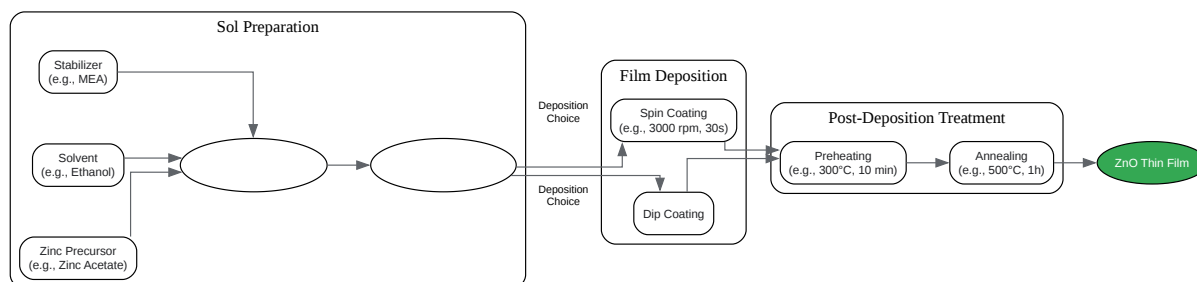 Sol Preparation
Stabilizer
(e.g., MEA)
Solvent
(e.g., Ethanol)
Zinc Precursor
(e.g., Zinc Acetate)
Deposition
Choice
Deposition
Choice
Film Deposition
Spin Coating
(e.g., 3000 rpm, 30s)
Dip Coating
Post-Deposition Treatment
Preheating
(e.g., 300°C, 10 min)
Annealing
(e.g., 500°C, 1h)
ZnO Thin Film